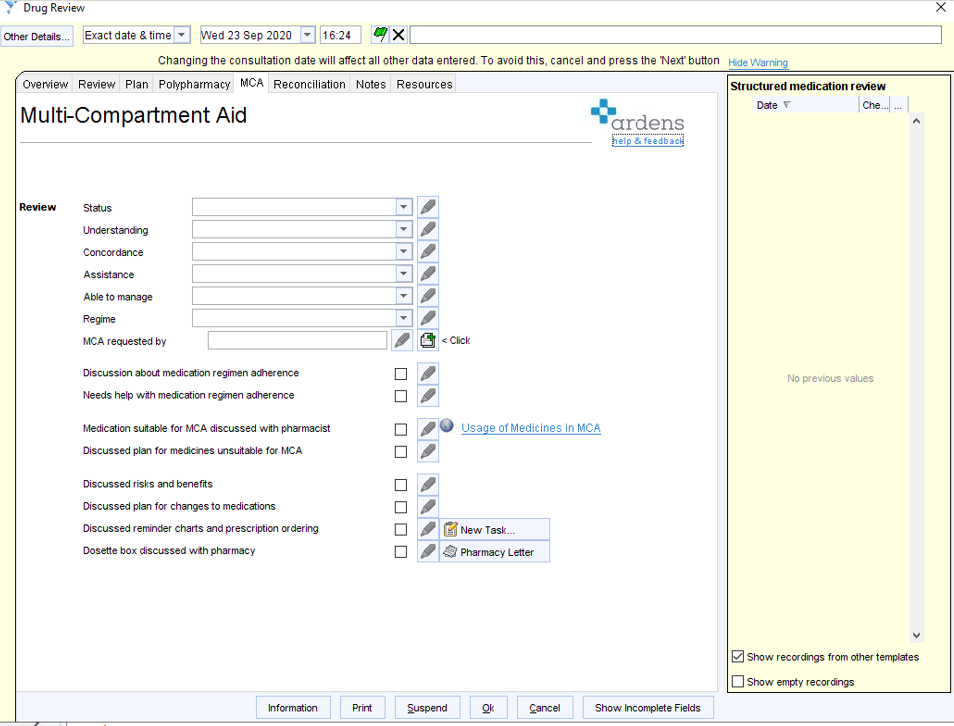 Drug Review
Other Details... Exact date & time Wed 23 Sep 2020 16:24
Changing the consultation date will affect all other data entered. To avoid this, cancel and press the 'Next' button Hide Warning
Overview Review Plan Polypharmacy MCA Reconciliation Notes Resources
Multi-Compartment Aid
ardens
help & feedback
Review Status
Understanding
Concordance
Assistance
Able to manage
Regime
MCA requested by < Click
Discussion about medication regimen adherence
Needs help with medication regimen adherence
Medication suitable for MCA discussed with pharmacist Usage of Medicines in MCA
Discussed plan for medicines unsuitable for MCA
Discussed risks and benefits
Discussed plan for changes to medications
Discussed reminder charts and prescription ordering New Task...
Dosette box discussed with pharmacy Pharmacy Letter
Structured medication review
Date Che... ...
No previous values
Show recordings from other templates
Show empty recordings
Information Print Suspend Ok Cancel Show Incomplete Fields